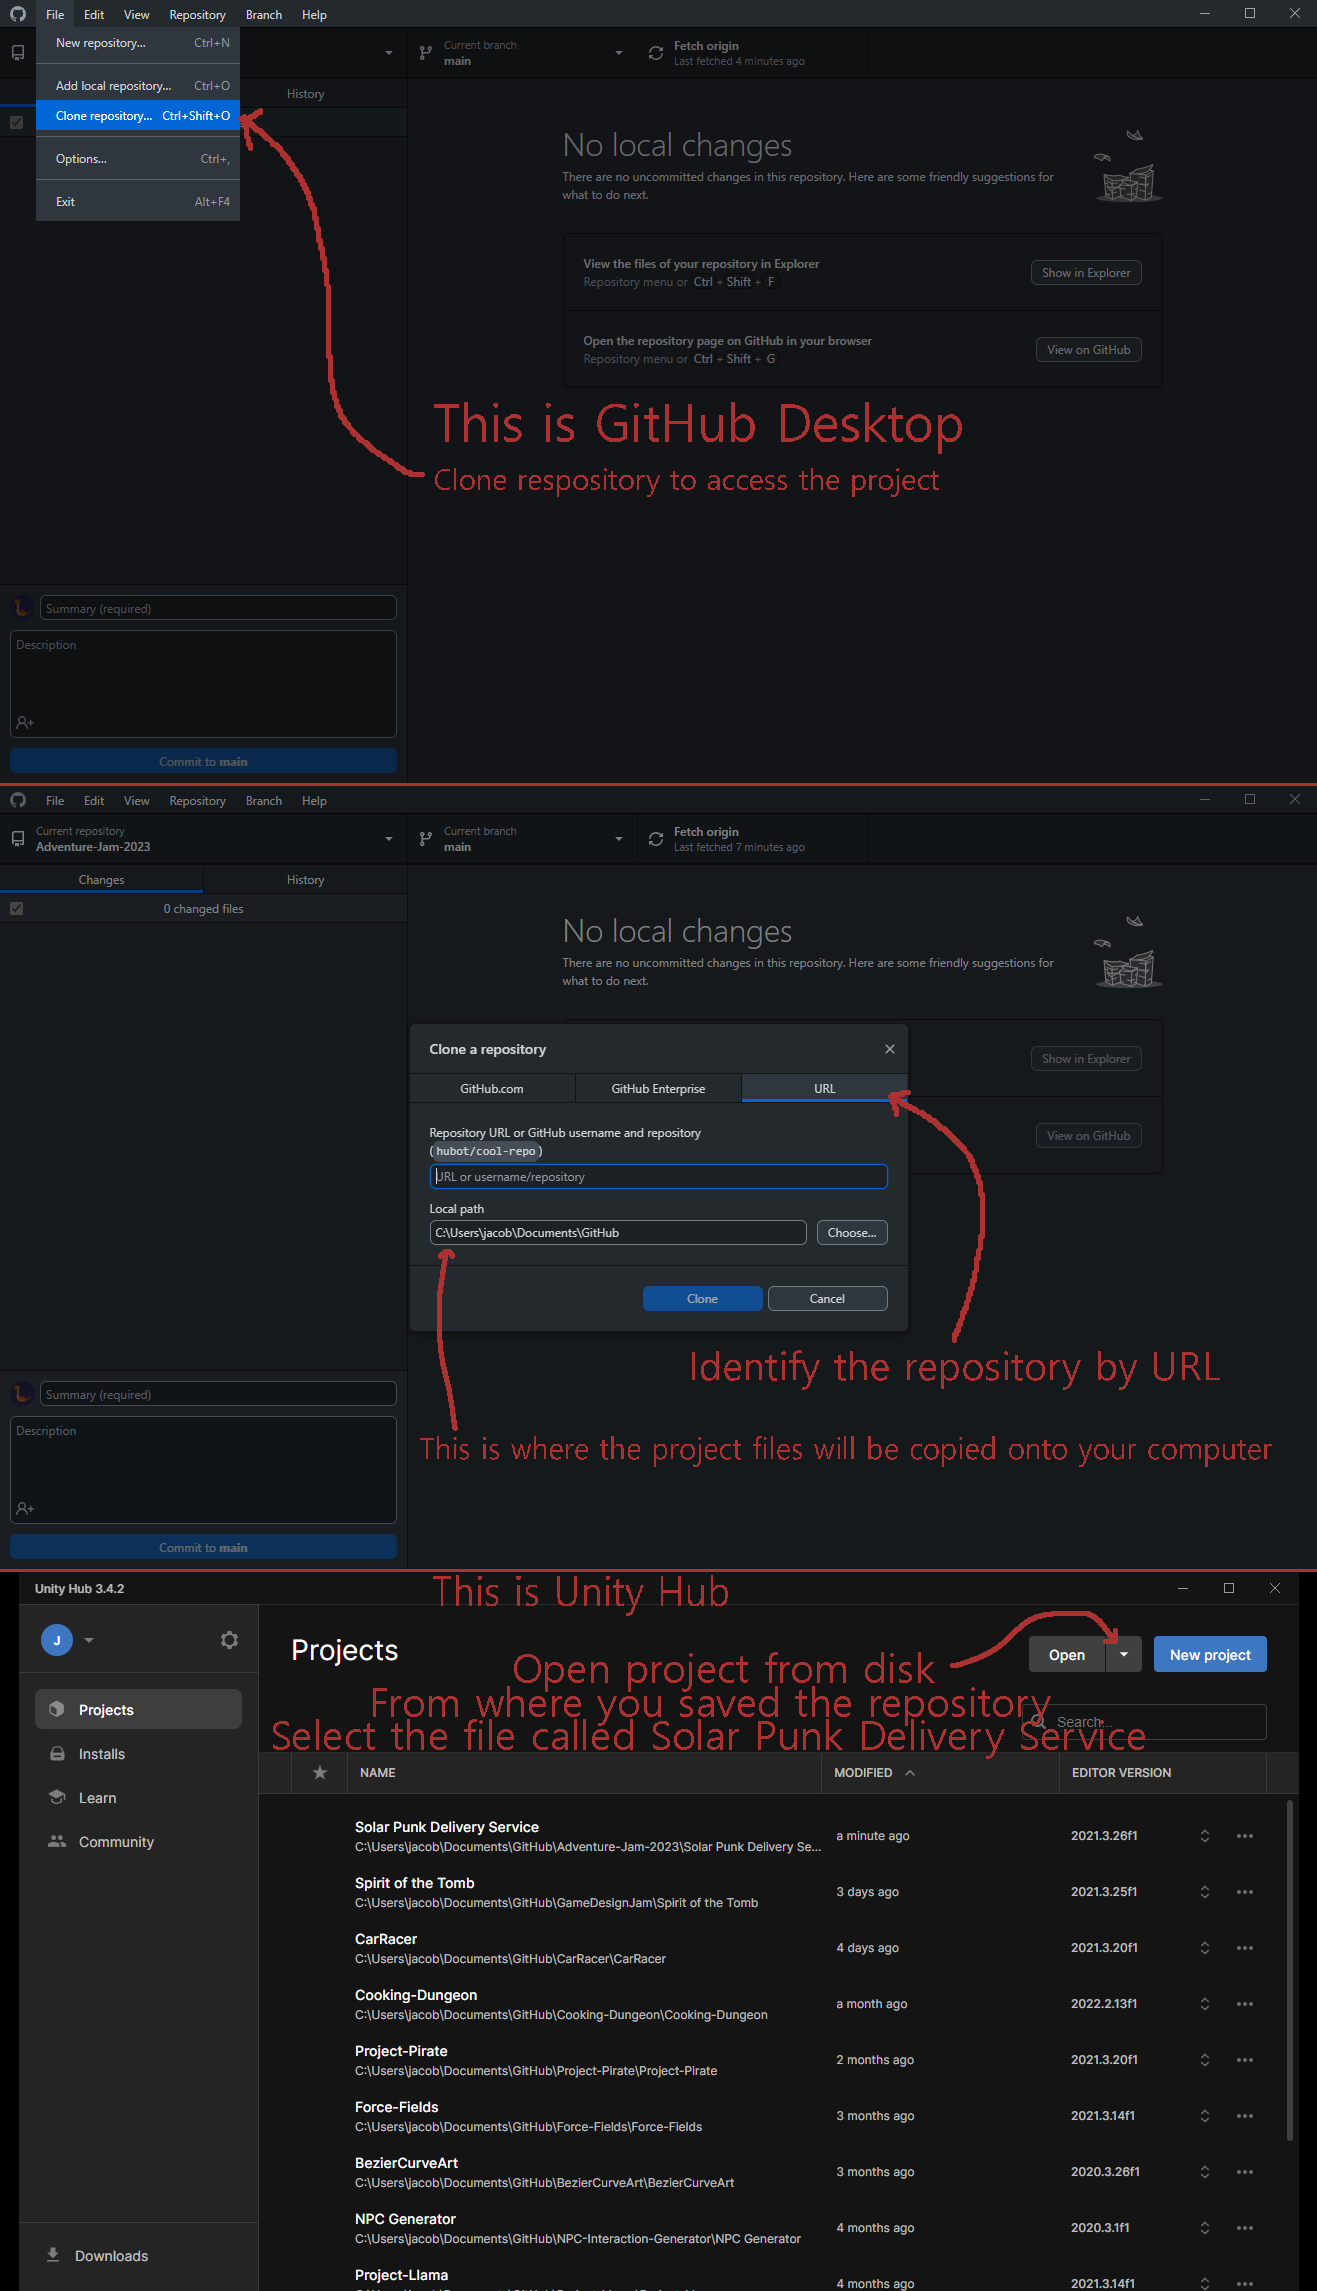 File Edit View Repository Branch Help
New repository... Ctrl+N
Add local repository... Ctrl+O
Clone repository... Ctrl+Shift+O
Options... Ctrl+,
Exit Alt+F4
Current branch
main
Fetch origin
Last fetched 4 minutes ago
History
No local changes
There are no uncommitted changes in this repository. Here are some friendly suggestions for
what to do next.
View the files of your repository in Explorer
Repository menu or Ctrl + Shift + F
Show in Explorer
Open the repository page on GitHub in your browser
Repository menu or Ctrl + Shift + G
View on GitHub
This is GitHub Desktop
Clone respository to access the project
Summary (required)
Description
Commit to main
File Edit View Repository Branch Help
Current repository
Adventure-Jam-2023
Current branch
main
Fetch origin
Last fetched 7 minutes ago
Changes History
0 changed files
No local changes
There are no uncommitted changes in this repository. Here are some friendly suggestions for
what to do next.
Show in Explorer
View on GitHub
Clone a repository
GitHub.com GitHub Enterprise URL
Repository URL or GitHub username and repository
(hubot/cool-repo)
URL or username/repository
Local path
C:\Users\jacob\Documents\GitHub Choose...
Clone Cancel
Identify the repository by URL
This is where the project files will be copied onto your computer
Summary (required)
Description
Commit to main
Unity Hub 3.4.2
This is Unity Hub
J
Projects
Open New project
Open project from disk
From where you saved the repository
Search...
Select the file called Solar Punk Delivery Service
Projects
Installs
Learn
Community
Downloads
NAME MODIFIED EDITOR VERSION
Solar Punk Delivery Service
C:\Users\jacob\Documents\GitHub\Adventure-Jam-2023\Solar Punk Delivery Se... a minute ago 2021.3.26f1
Spirit of the Tomb
C:\Users\jacob\Documents\GitHub\GameDesignJam\Spirit of the Tomb 3 days ago 2021.3.25f1
CarRacer
C:\Users\jacob\Documents\GitHub\CarRacer\CarRacer 4 days ago 2021.3.20f1
Cooking-Dungeon
C:\Users\jacob\Documents\GitHub\Cooking-Dungeon\Cooking-Dungeon a month ago 2022.2.13f1
Project-Pirate
C:\Users\jacob\Documents\GitHub\Project-Pirate\Project-Pirate 2 months ago 2021.3.20f1
Force-Fields
C:\Users\jacob\Documents\GitHub\Force-Fields\Force-Fields 3 months ago 2021.3.14f1
BezierCurveArt
C:\Users\jacob\Documents\GitHub\BezierCurveArt\BezierCurveArt 3 months ago 2020.3.26f1
NPC Generator
C:\Users\jacob\Documents\GitHub\NPC-Interaction-Generator\NPC Generator 4 months ago 2020.3.1f1
Project-Llama
4 months ago 2021.3.14f1